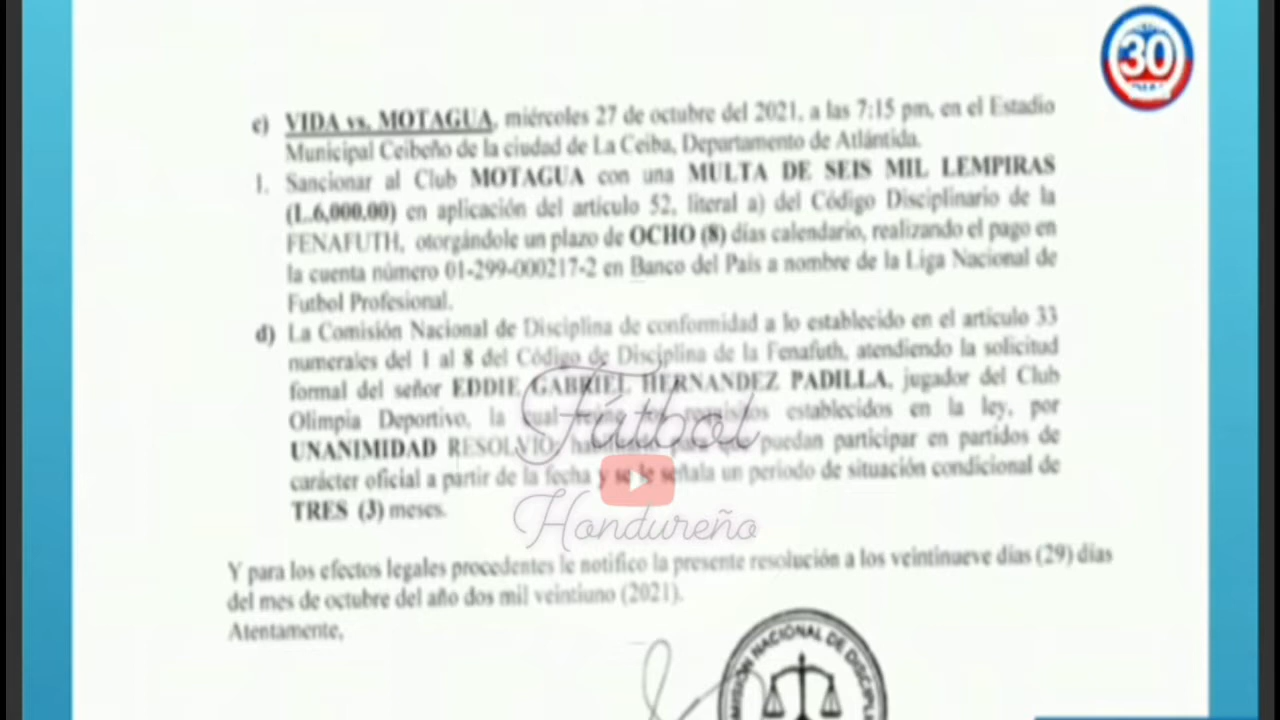 30
c) VIDA vs. MOTAGUA, miércoles 27 de octubre del 2021, a las 7:15 pm, en el Estadio
Municipal Ceibeño de la ciudad de La Ceiba, Departamento de Atlántida.
1. Sancionar al Club MOTAGUA con una MULTA DE SEIS MIL LEMPIRAS
(L.6,000.00) en aplicación del artículo 52, literal a) del Código Disciplinario de la
FENAFUTH, otorgándole un plazo de OCHO (8) días calendario, realizando el pago en
la cuenta número 01-299-000217-2 en Banco del País a nombre de la Liga Nacional de
Futbol Profesional.
d) La Comisión Nacional de Disciplina de conformidad a lo establecido en el artículo 33
numerales del 1 al 8 del Código de Disciplina de la Fenafuth, atendiendo la solicitud
formal del señor EDDIE GABRIEL HERNANDEZ PADILLA, jugador del Club
Olimpia Deportivo, la cual requisitos establecidos en la ley, por
UNANIMIDAD RESOLVIO: para que puedan participar en partidos de
carácter oficial a partir de la fecha y se le señala un periodo de situación condicional de
TRES (3) meses.
Fútbol
Hondureño
Y para los efectos legales procedentes le notifico la presente resolución a los veintinueve días (29) días
del mes de octubre del año dos mil veintiuno (2021).
Atentamente,
NACIONAL DE